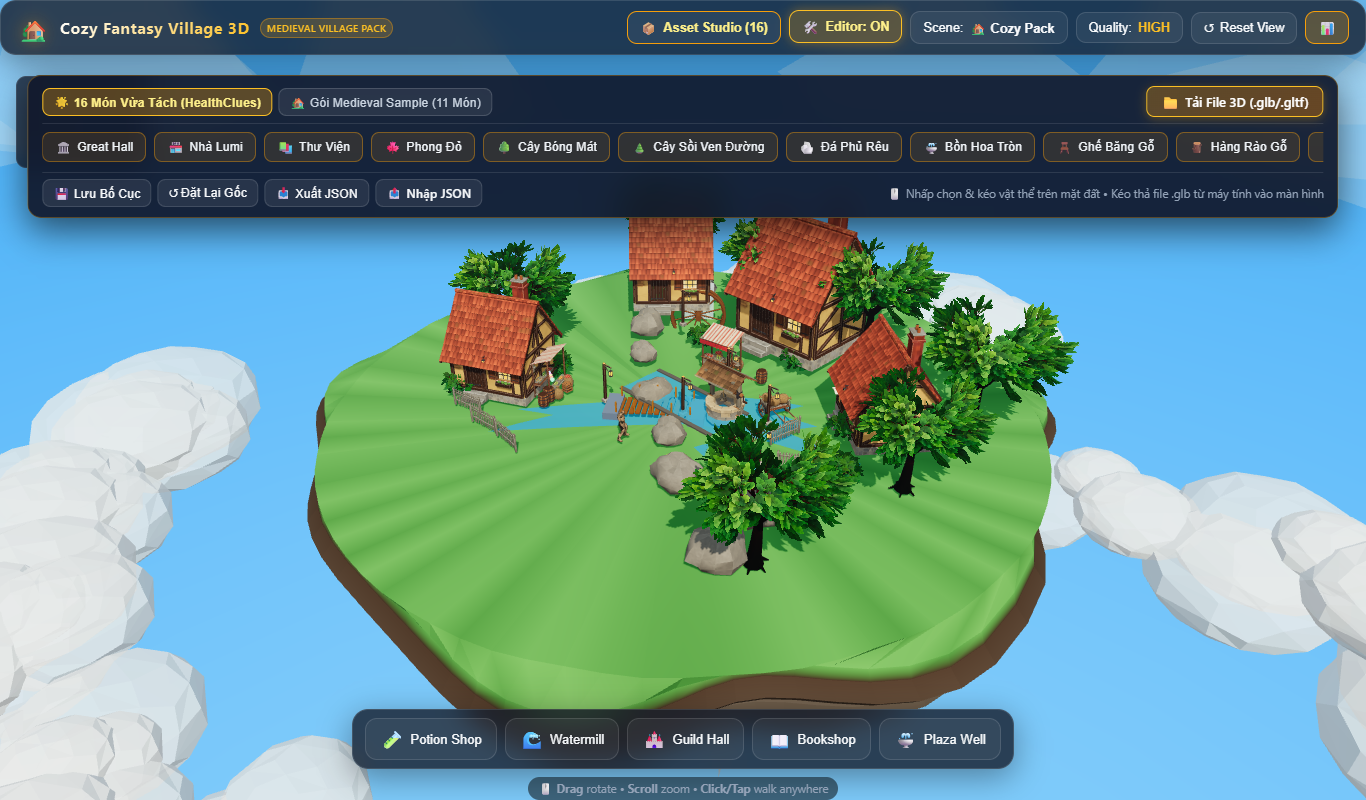 Cozy Fantasy Village 3D
MEDIEVAL VILLAGE PACK
Asset Studio (16)
Editor: ON
Scene: Cozy Pack
Quality: HIGH
↺ Reset View
16 Món Vừa Tách (HealthClues)
Gói Medieval Sample (11 Món)
Tải File 3D (.glb/.gltf)
Great Hall
Nhà Lumi
Thư Viện
Phong Đỏ
Cây Bóng Mát
Cây Sồi Ven Đường
Đá Phủ Rêu
Bồn Hoa Tròn
Ghế Băng Gỗ
Hàng Rào Gỗ
Lưu Bố Cục
↺ Đặt Lại Gốc
Xuất JSON
Nhập JSON
Nhấp chọn & kéo vật thể trên mặt đất • Kéo thả file .glb từ máy tính vào màn hình
Potion Shop
Watermill
Guild Hall
Bookshop
Plaza Well
Drag rotate • Scroll zoom • Click/Tap walk anywhere